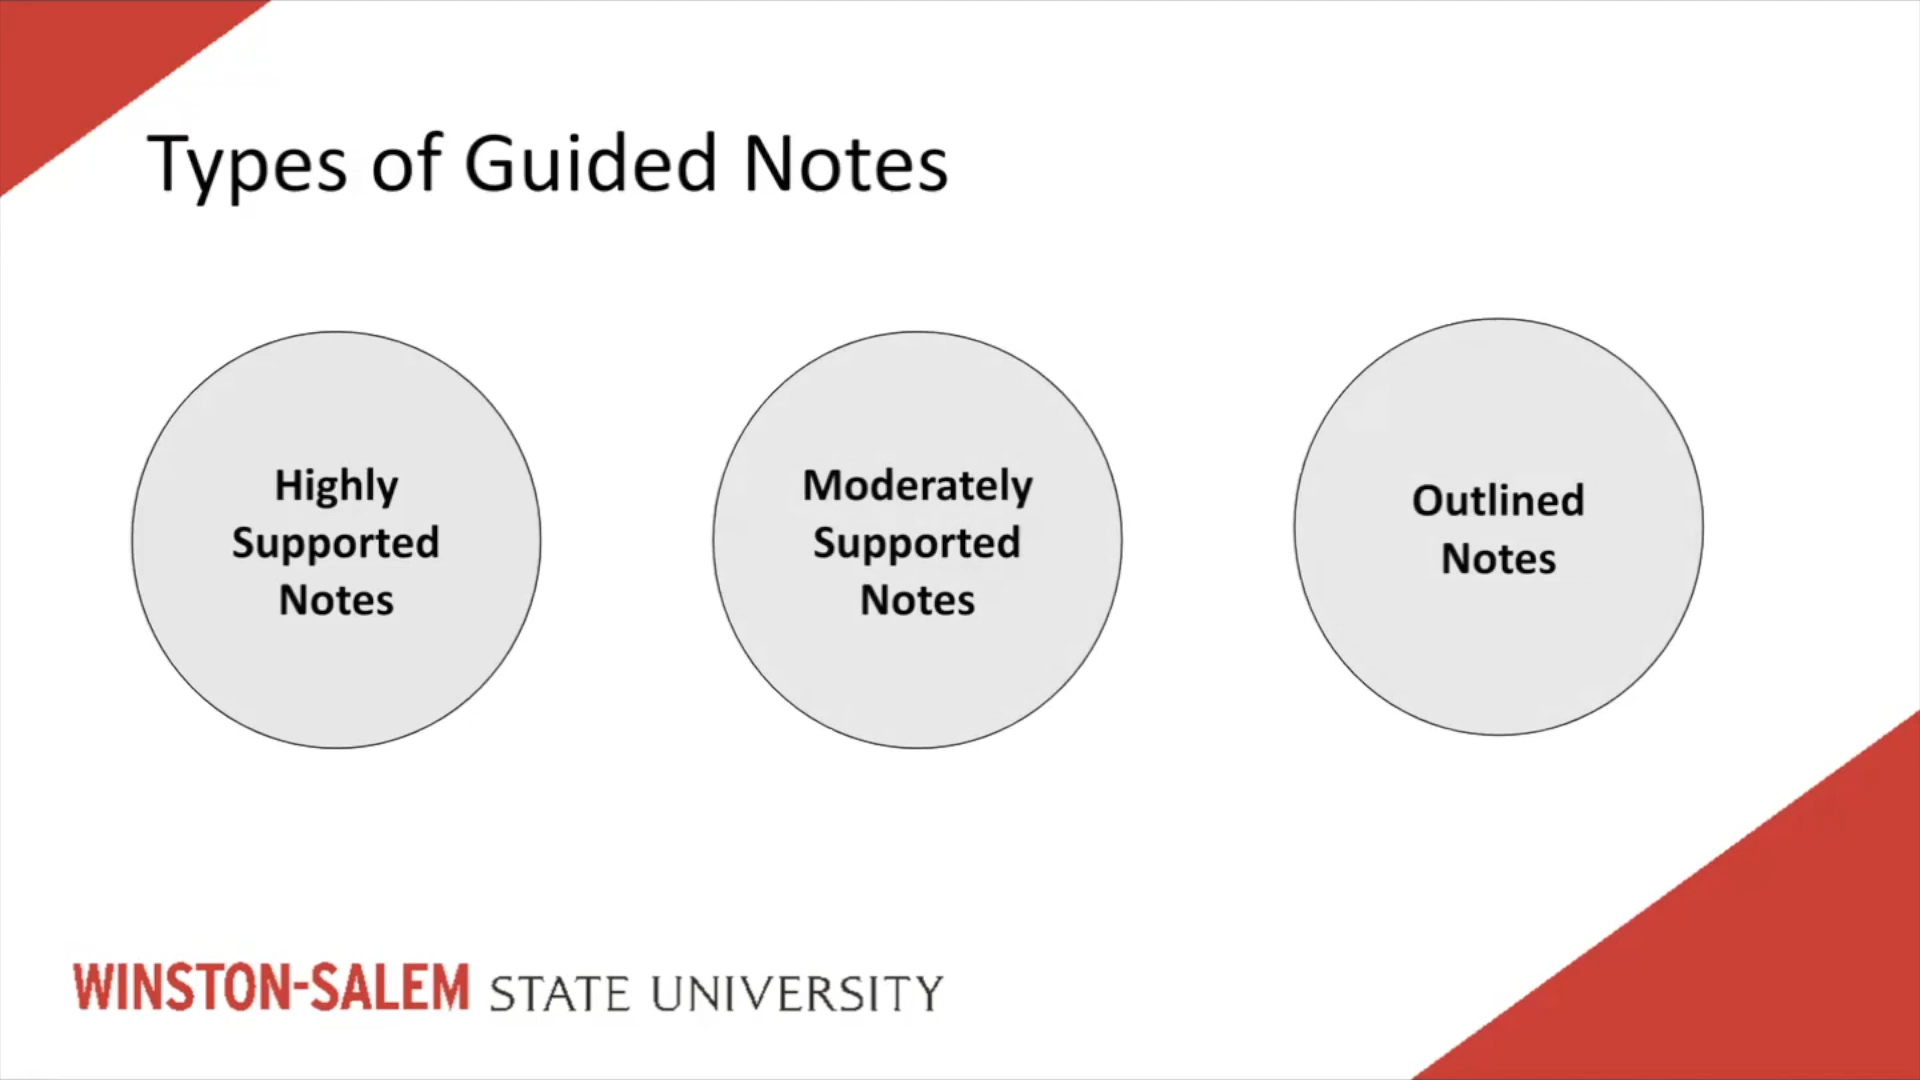 Types of Guided Notes
Highly
Supported
Notes
Moderately
Supported
Notes
Outlined
Notes
WINSTON-SALEM STATE UNIVERSITY